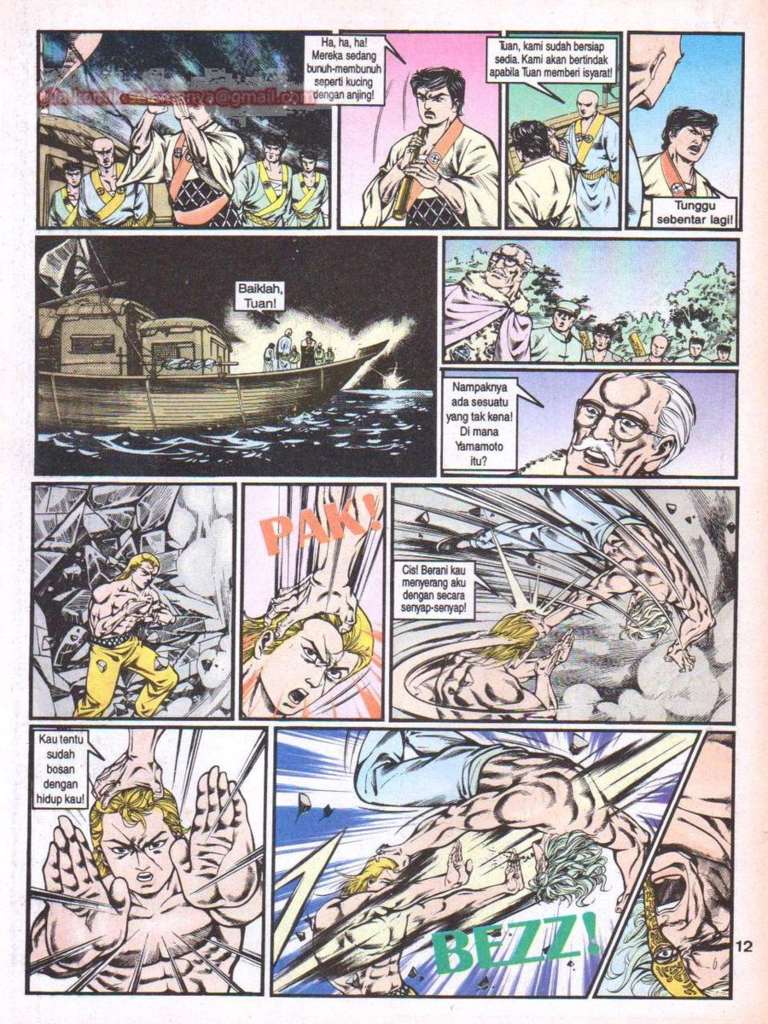 Ha, ha, ha!
Mereka sedang
bunuh-membunuh
seperti kucing
dengan anjing!
Tuan, kami sudah bersiap
sedia. Kami akan bertindak
apabila Tuan memberi isyarat!
Tunggu
sebentar lagi!
Baiklah,
Tuan!
Nampaknya
ada sesuatu
yang tak kena!
Di mana
Yamamoto
itu?
PAK!
Cis! Berani kau
menyerang aku
dengan secara
senyap-senyap!
Kau tentu
sudah
bosan
dengan
hidup kau!
BEZZ!
12